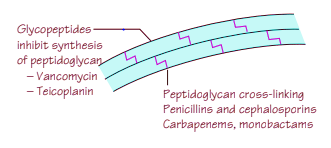 Glycopeptides
inhibit synthesis
of peptidoglycan
– Vancomycin
– Teicoplanin
Peptidoglycan cross-linking
Penicillins and cephalosporins
Carbapenems, monobactams